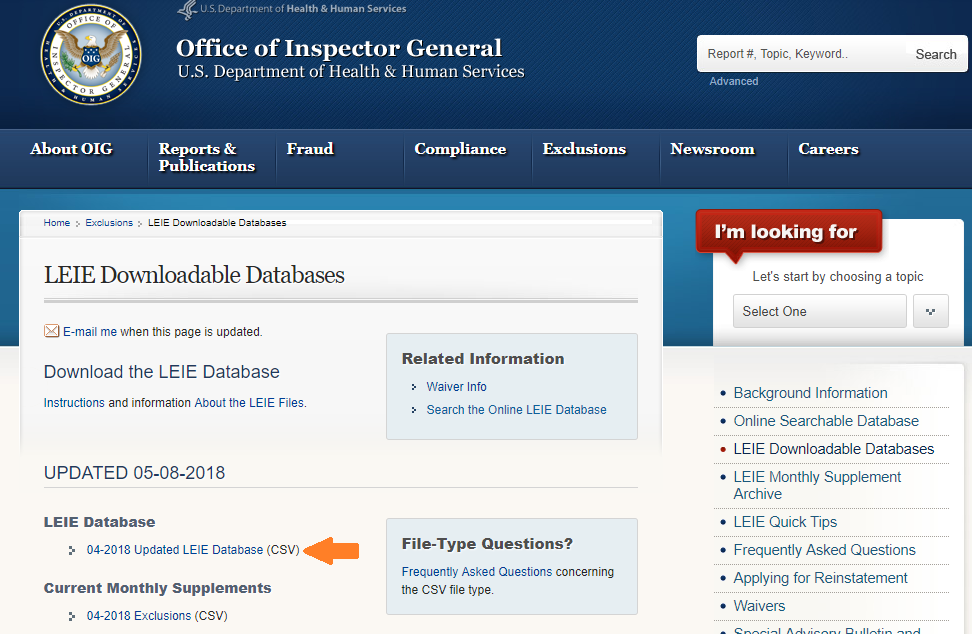 U.S. Department of Health & Human Services
Office of Inspector General
U.S. Department of Health & Human Services
OFFICE OF
INSPECTOR GENERAL
OIG
Report #, Topic, Keyword..
Search
Advanced
About OIG
Reports &
Publications
Fraud
Compliance
Exclusions
Newsroom
Careers
Home > Exclusions > LEIE Downloadable Databases
LEIE Downloadable Databases
E-mail me when this page is updated.
Download the LEIE Database
Instructions and information About the LEIE Files.
Related Information
Waiver Info
Search the Online LEIE Database
UPDATED 05-08-2018
LEIE Database
04-2018 Updated LEIE Database (CSV)
Current Monthly Supplements
04-2018 Exclusions (CSV)
File-Type Questions?
Frequently Asked Questions concerning
the CSV file type.
I'm looking for
Let's start by choosing a topic
Select One
Background Information
Online Searchable Database
LEIE Downloadable Databases
LEIE Monthly Supplement
Archive
LEIE Quick Tips
Frequently Asked Questions
Applying for Reinstatement
Waivers
Special Advisory Bulletin and